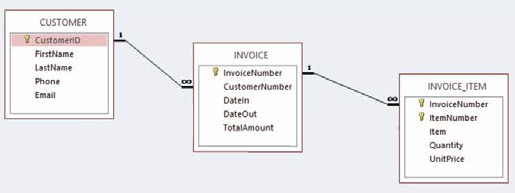 CUSTOMER
CustomerID
FirstName
LastName
Phone
Email
1
∞
INVOICE
InvoiceNumber
CustomerNumber
DateIn
DateOut
TotalAmount
1
∞
INVOICE_ITEM
InvoiceNumber
ItemNumber
Item
Quantity
UnitPrice